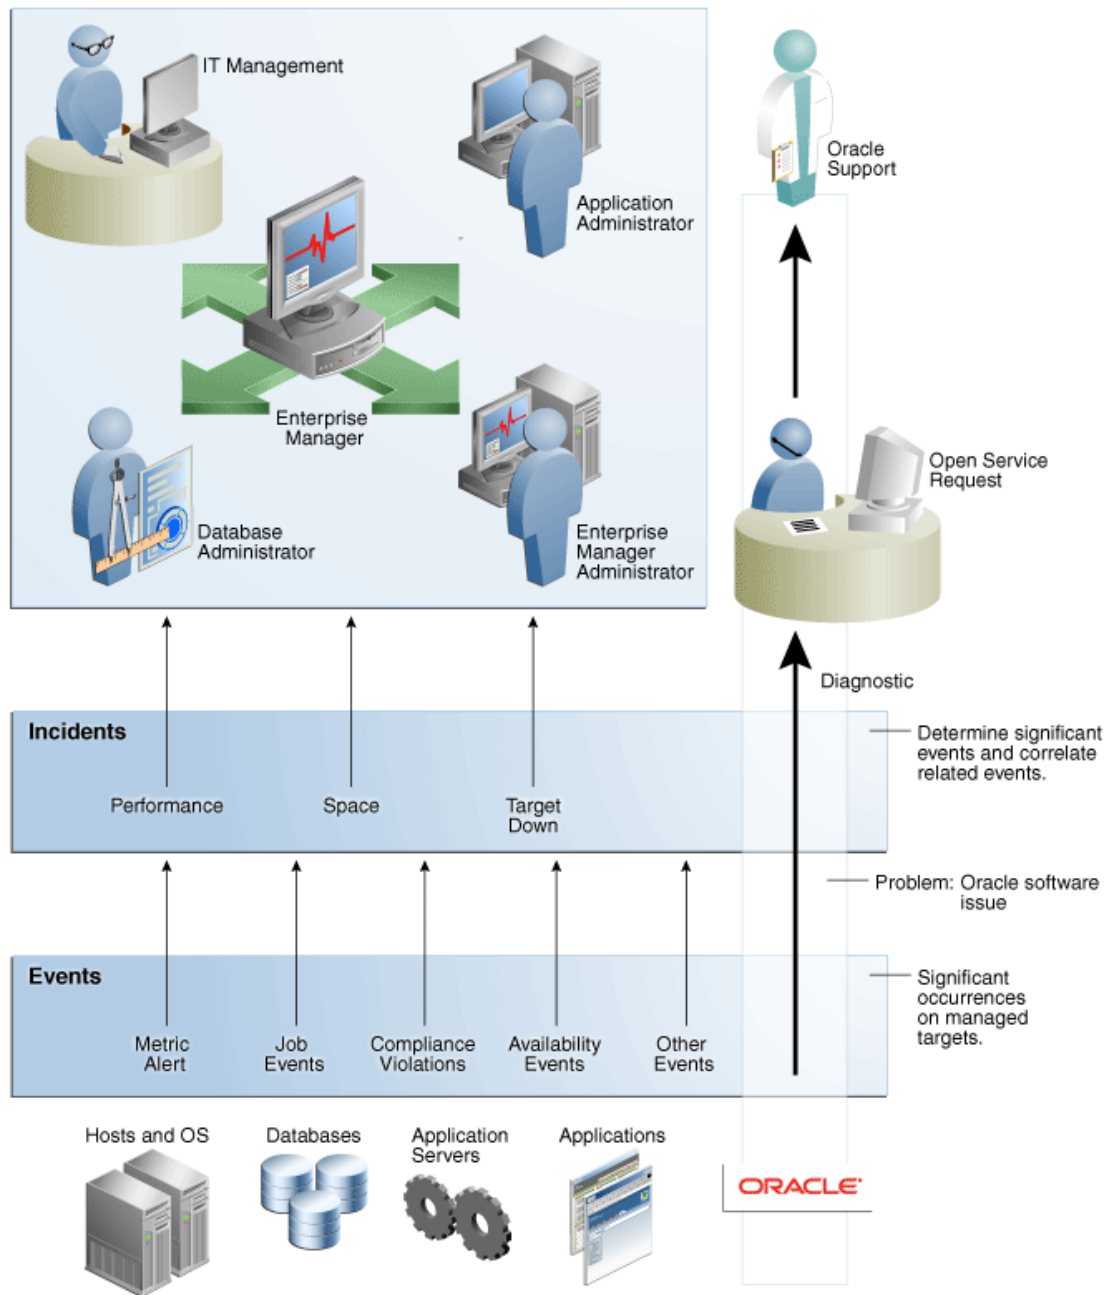 IT Management
Application
Administrator
Oracle
Support
Enterprise
Manager
Open Service
Request
Database
Administrator
Enterprise
Manager
Administrator
Diagnostic
Incidents
Determine significant
events and correlate
related events.
Performance
Space
Target
Down
Problem: Oracle software
issue
Events
Significant
occurrences
on managed
targets.
Metric
Alert
Job
Events
Compliance
Violations
Availability
Events
Other
Events
Hosts and OS
Databases
Application
Servers
Applications
ORACLE